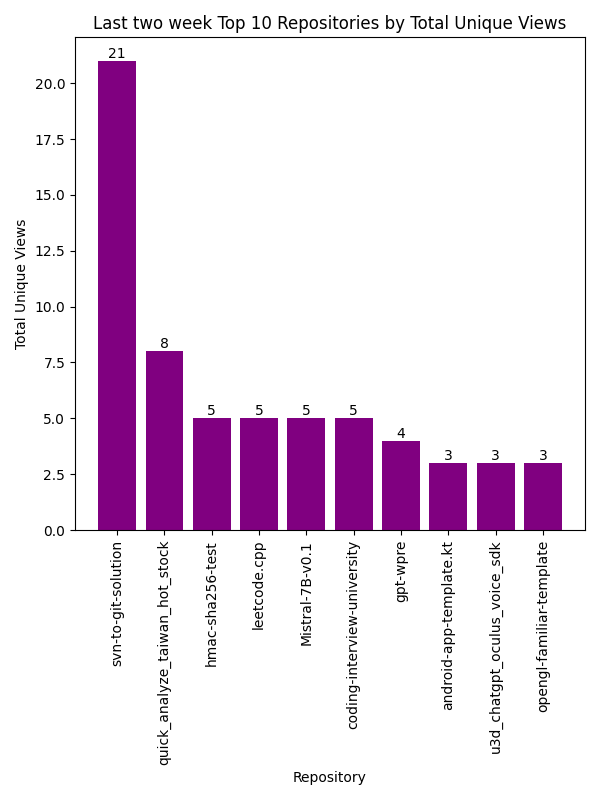 Last two week Top 10 Repositories by Total Unique Views
21
8
5
5
5
5
4
3
3
3
20.0
17.5
15.0
12.5
10.0
7.5
5.0
2.5
0.0
Total Unique Views
svn-to-git-solution
quick_analyze_taiwan_hot_stock
hmac-sha256-test
leetcode.cpp
Mistral-7B-v0.1
coding-interview-university
gpt-wpre
android-app-template.kt
u3d_chatgpt_oculus_voice_sdk
opengl-familiar-template
Repository